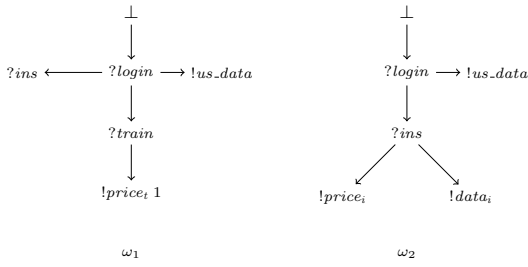 ⊥ ⊥
?ins ?login !us_data ?login !us_data
?train ?ins
!price_t 1 !price_i !data_i
ω_1 ω_2